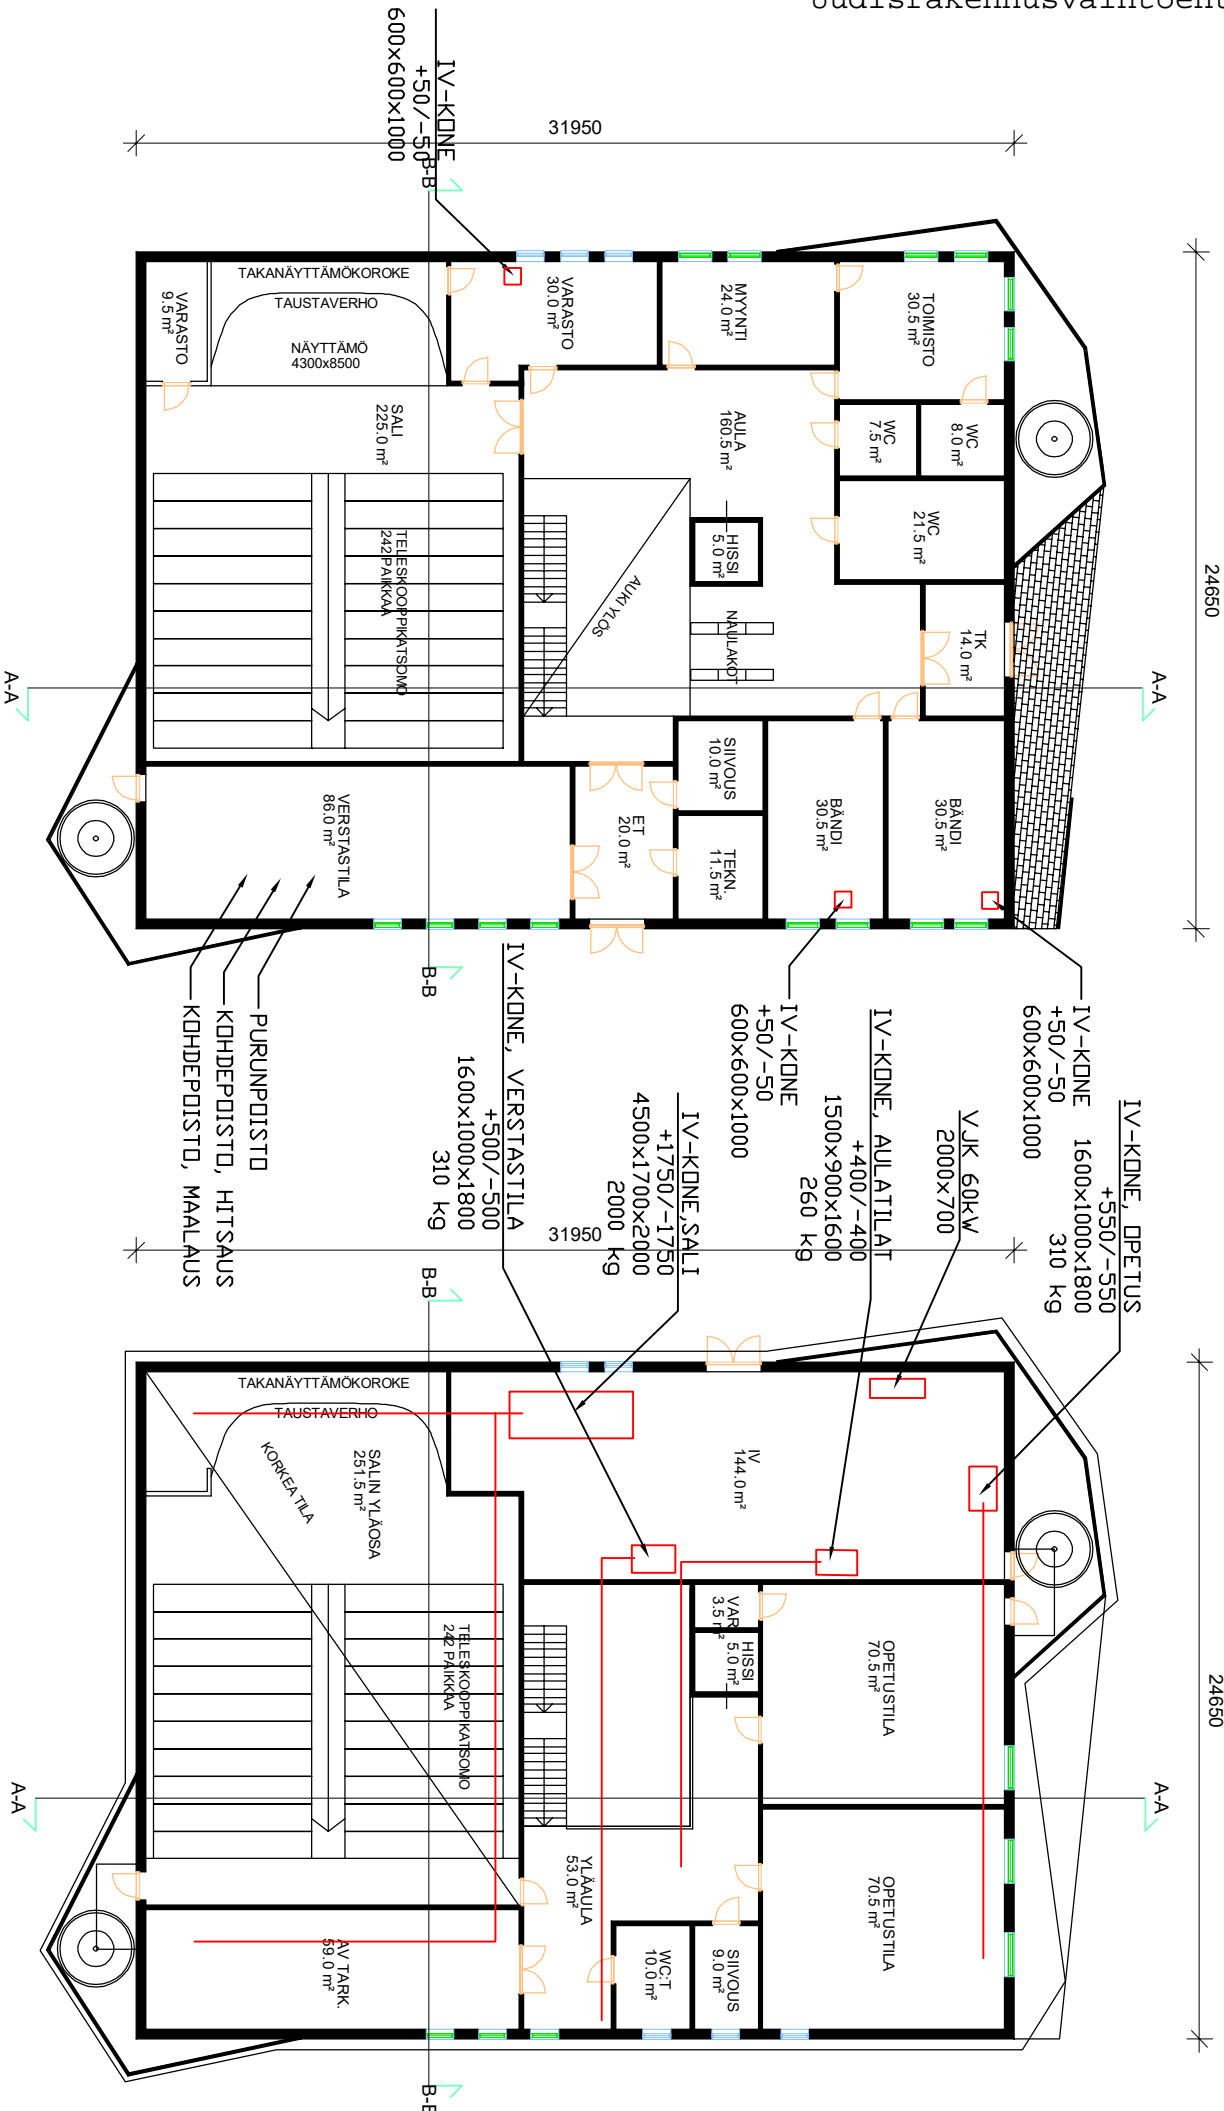 IV-KONE
+50/-50
600x600x1000
31950
B-B
TAKANÄYTTÄMÖKOROKE
TAUSTAVERHO
NÄYTTÄMÖ
4300x8500
VARASTO
9.5 m²
VARASTO
30.0 m²
MYYNTI
24.0 m²
TOIMISTO
30.5 m²
SALI
225.0 m²
AULA
160.5 m²
WC
7.5 m²
WC
8.0 m²
WC
21.5 m²
HISSI
5.0 m²
TELESKOOPPIKATSOMO
242 PAIKKAA
AUKI YLÖS
NAULAKOT
TK
14.0 m²
24650
A-A
A-A
SIIVOUS
10.0 m²
BÄNDI
30.5 m²
BÄNDI
30.5 m²
VERSTASTILA
86.0 m²
ET
20.0 m²
TEKN.
11.5 m²
B-B
PURUNPOISTO
KOHDEPOISTO, HITSAUS
KOHDEPOISTO, MAALAUS
IV-KONE
+50/-50
600x600x1000
IV-KONE
+50/-50
600x600x1000
IV-KONE, OPETUS
+550/-550
1600x1000x1800
310 kg
VJK 60kW
2000x700
IV-KONE, AULATILAT
+400/-400
1500x900x1600
260 kg
IV-KONE,SALI
+1750/-1750
4500x1700x2000
2000 kg
IV-KONE, VERSTASTILA
+500/-500
1600x1000x1800
310 kg
31950
B-B
TAKANÄYTTÄMÖKOROKE
TAUSTAVERHO
KORKEA TILA
SALIN YLÄOSA
251.5 m²
IV
144.0 m²
TELESKOOPPIKATSOMO
242 PAIKKAA
VAR
3.5 m²
HISSI
5.0 m²
OPETUSTILA
70.5 m²
24650
A-A
A-A
YLÄAULA
53.0 m²
OPETUSTILA
70.5 m²
AV TARK.
59.0 m²
WC:T
10.0 m²
SIIVOUS
9.0 m²
B-B